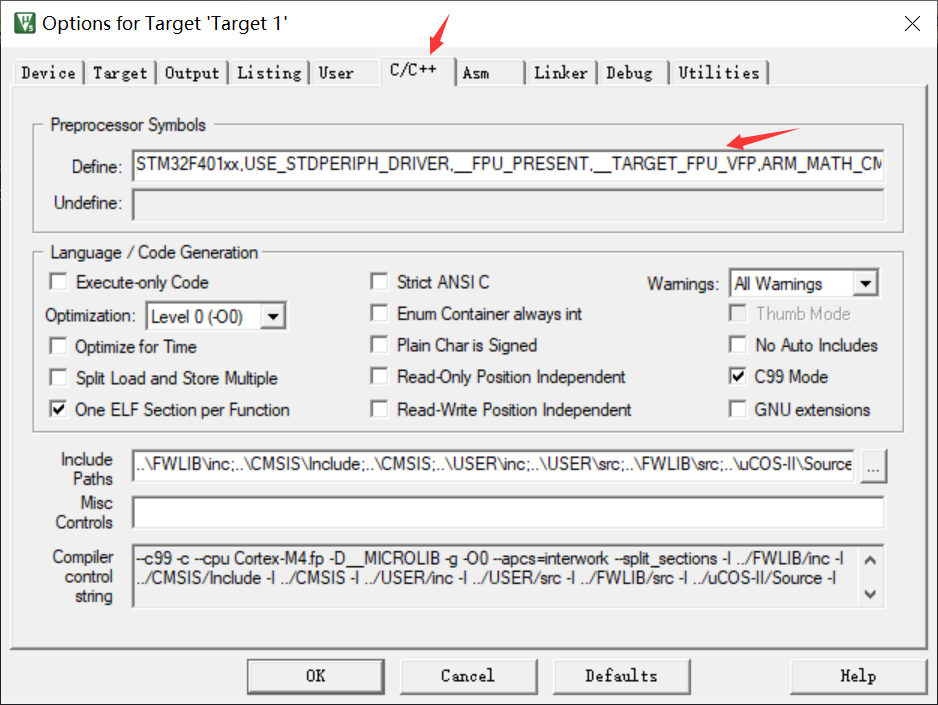 Options for Target 'Target 1'
Device Target Output Listing User C/C++ Asm Linker Debug Utilities
Preprocessor Symbols
Define: STM32F401xx,USE_STDPERIPH_DRIVER,__FPU_PRESENT,__TARGET_FPU_VFP,ARM_MATH_CM
Undefine:
Language / Code Generation
Execute-only Code Strict ANSI C Warnings: All Warnings
Optimization: Level 0 (-O0) Enum Container always int Thumb Mode
Optimize for Time Plain Char is Signed No Auto Includes
Split Load and Store Multiple Read-Only Position Independent C99 Mode
One ELF Section per Function Read-Write Position Independent GNU extensions
Include
Paths
..\FWLIB\inc;..\CMSIS\Include;..\CMSIS;..\USER\inc;..\USER\src;..\FWLIB\src;..\uCOS-II\Source ...
Misc
Controls
Compiler
control
string
--c99 -c --cpu Cortex-M4.fp -D__MICROLIB -g -O0 --apcs=interwork --split_sections -I ../FWLIB/inc -I
../CMSIS/Include -I ../CMSIS -I ../USER/inc -I ../USER/src -I ../FWLIB/src -I ../uCOS-II/Source -I
OK Cancel Defaults Help